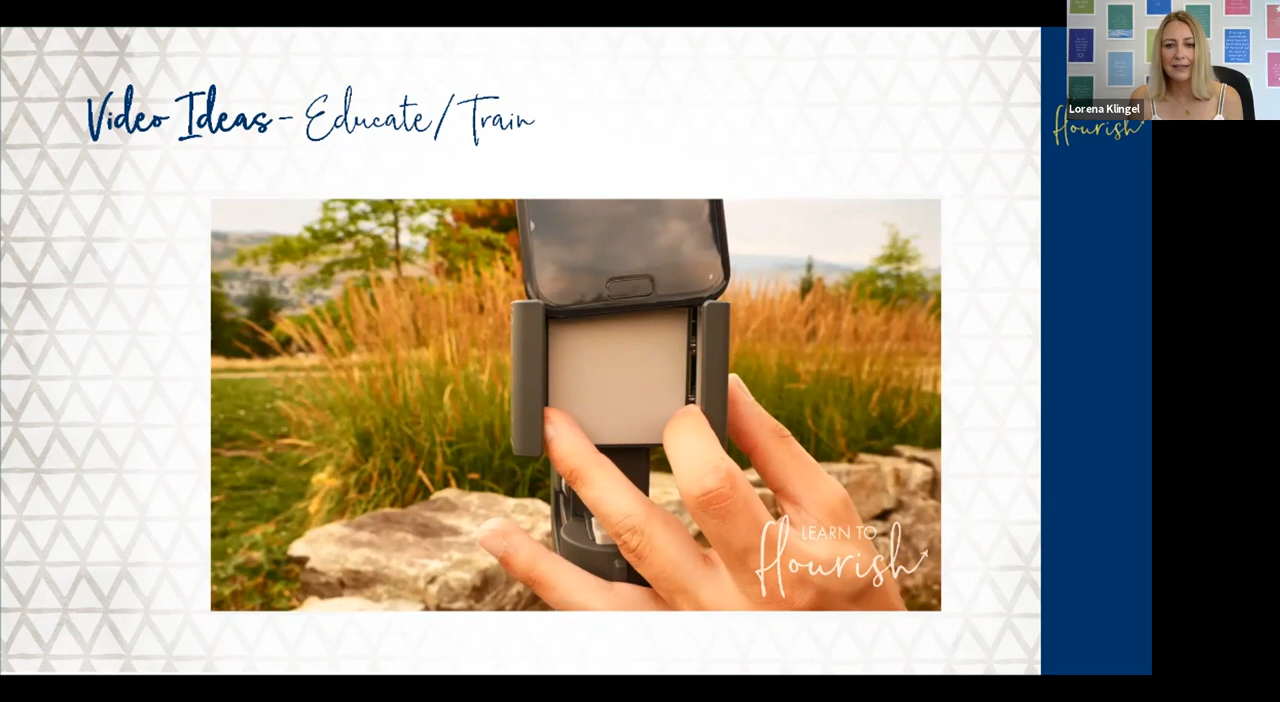 Video Ideas - Educate/Train
Lorena Klingel
flourish
LEARN TO
flourish